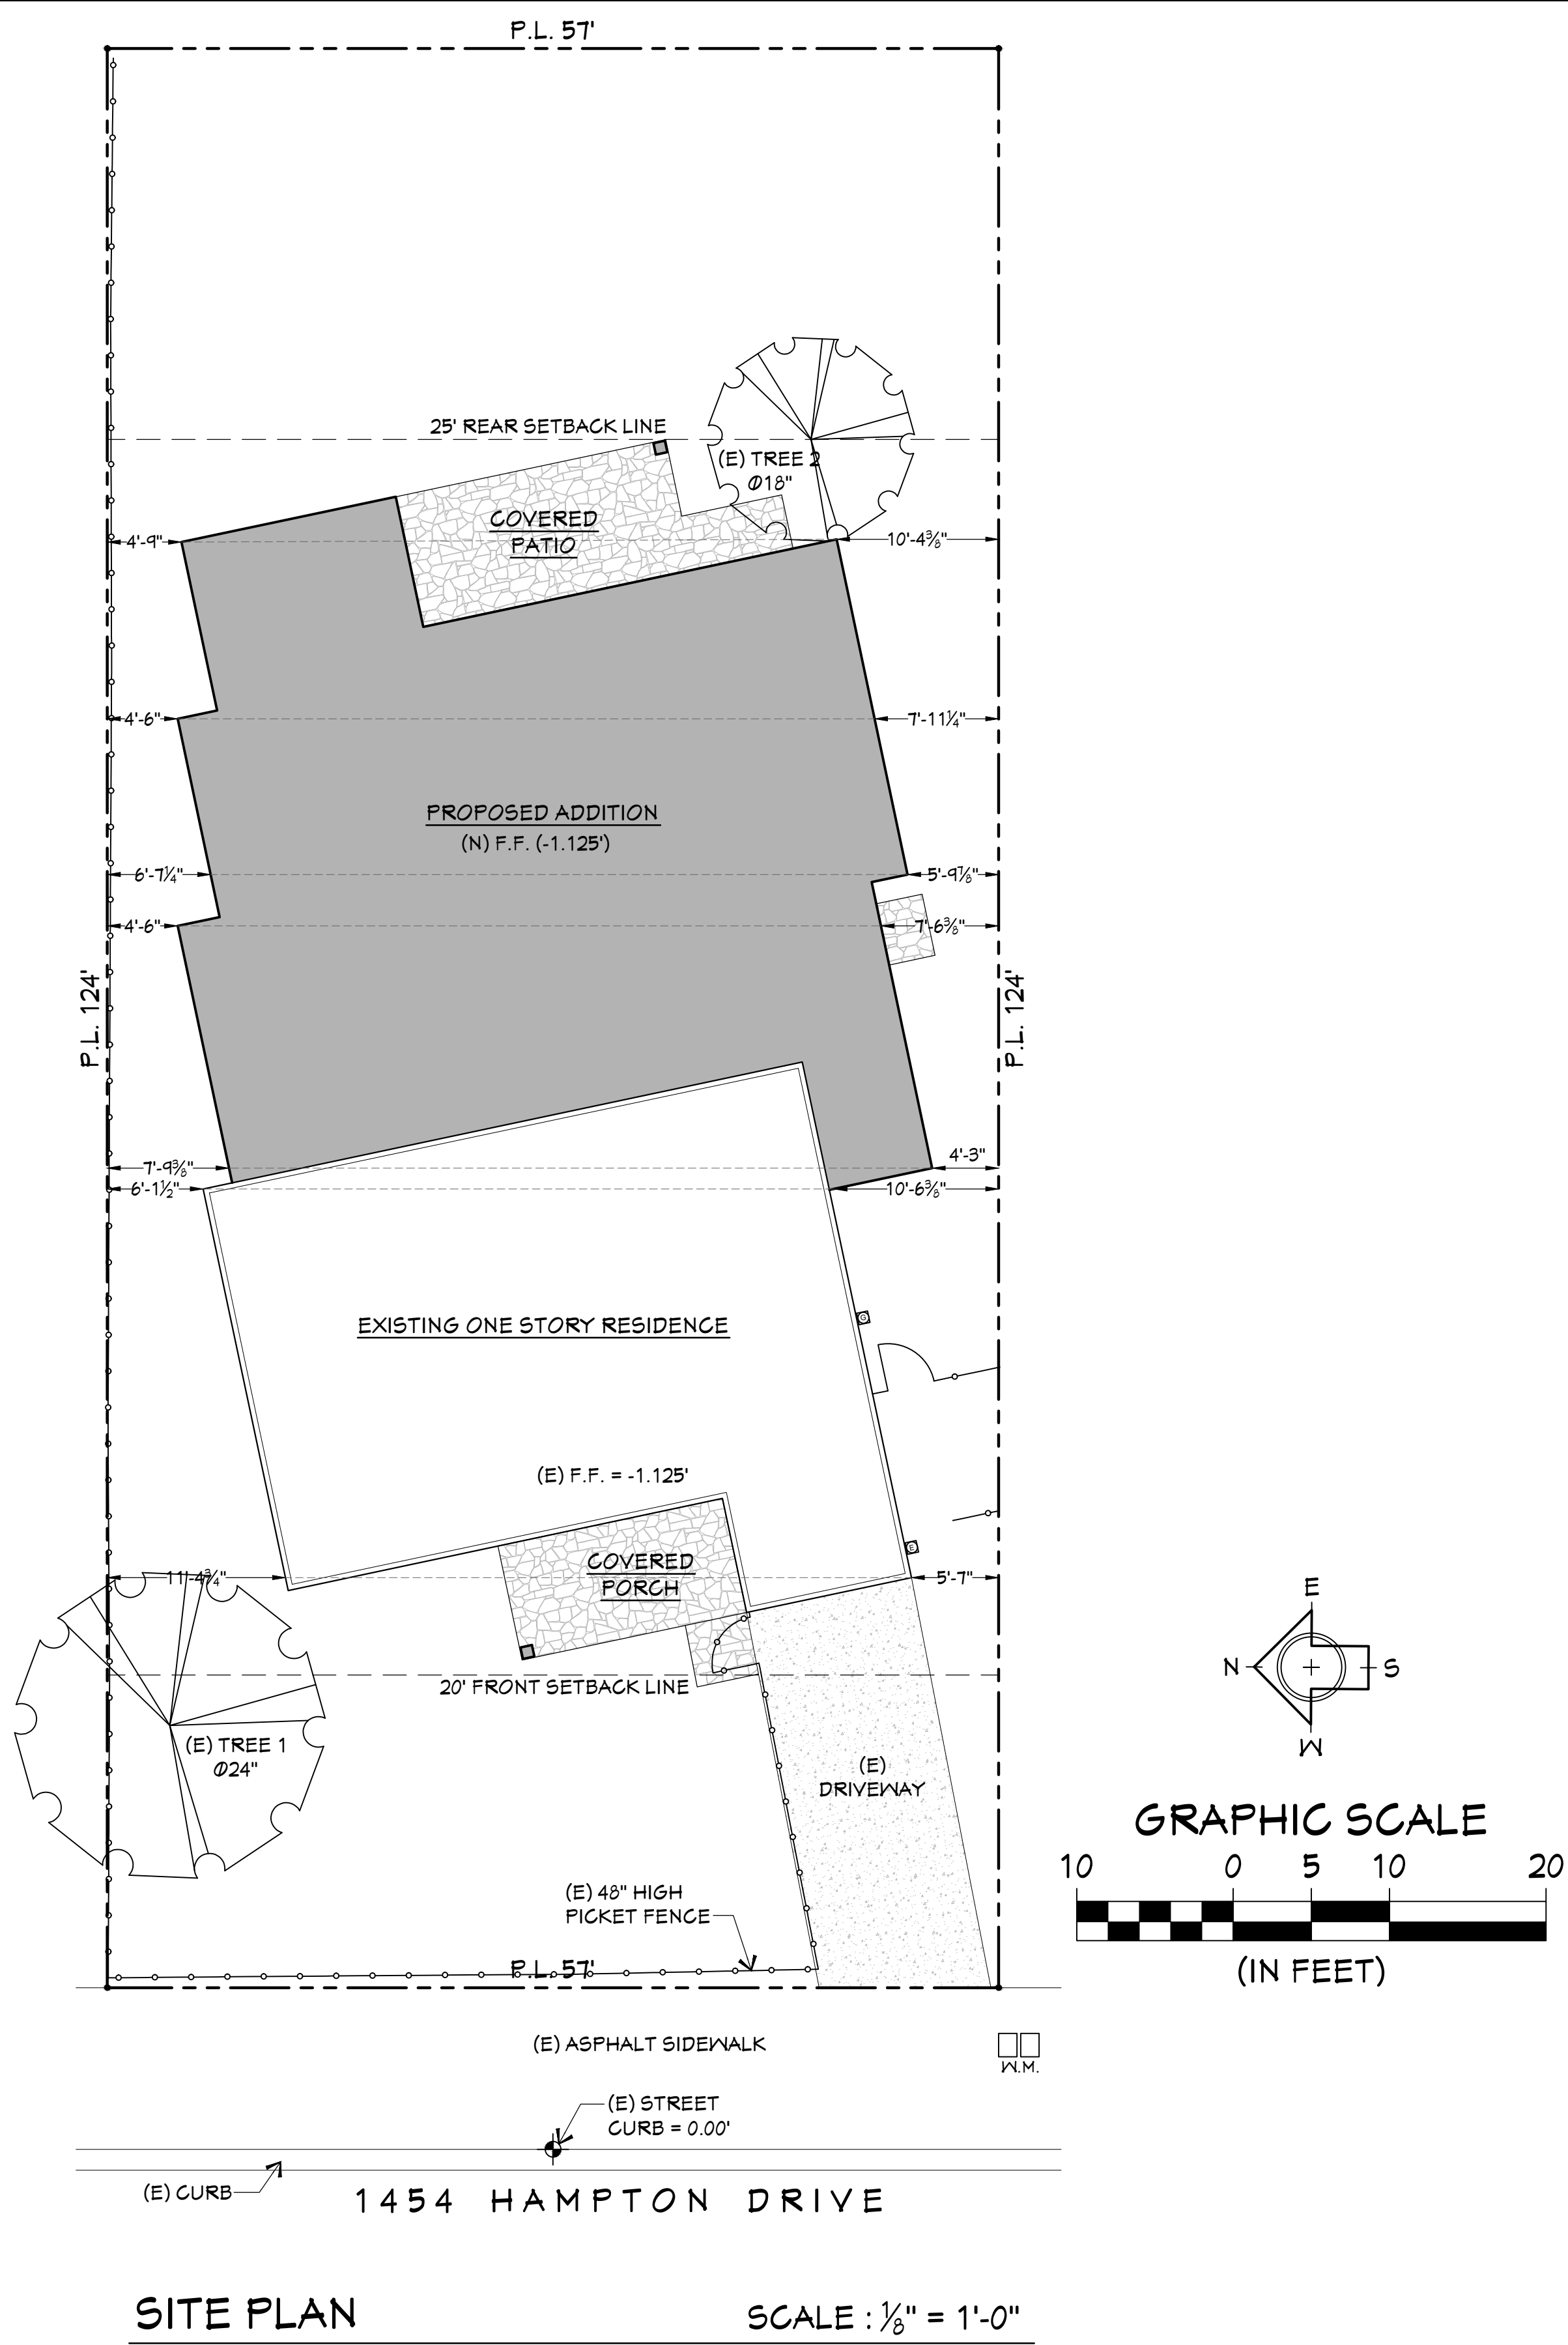 P.L. 57'
25' REAR SETBACK LINE
(E) TREE 2
Ø18"
COVERED
PATIO
4'-9"
10'-4⅜"
4'-6"
7'-11¼"
PROPOSED ADDITION
(N) F.F. (-1.125')
6'-7¼"
5'-9⅞"
4'-6"
7'-6⅜"
P.L. 124'
P.L. 124'
7'-9⅜"
4'-3"
6'-1½"
10'-6⅜"
G
EXISTING ONE STORY RESIDENCE
(E) F.F. = -1.125'
E
COVERED
PORCH
11'-4¾"
5'-7"
20' FRONT SETBACK LINE
(E) TREE 1
Ø24"
(E)
DRIVEWAY
(E) 48" HIGH
PICKET FENCE
P.L. 57'
E
N
S
W
GRAPHIC SCALE
10 0 5 10 20
(IN FEET)
(E) ASPHALT SIDEWALK
W.M.
(E) STREET
CURB = 0.00'
(E) CURB
1454 HAMPTON DRIVE
SITE PLAN
SCALE : ⅛" = 1'-0"